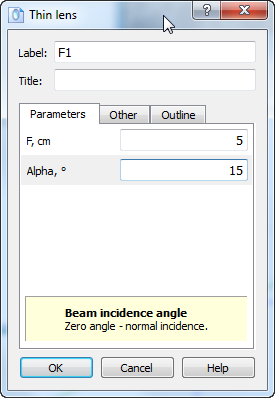 Thin lens
Label: F1
Title:
Parameters Other Outline
F, cm 5
Alpha, ° 15
Beam incidence angle
Zero angle - normal incidence.
OK Cancel Help